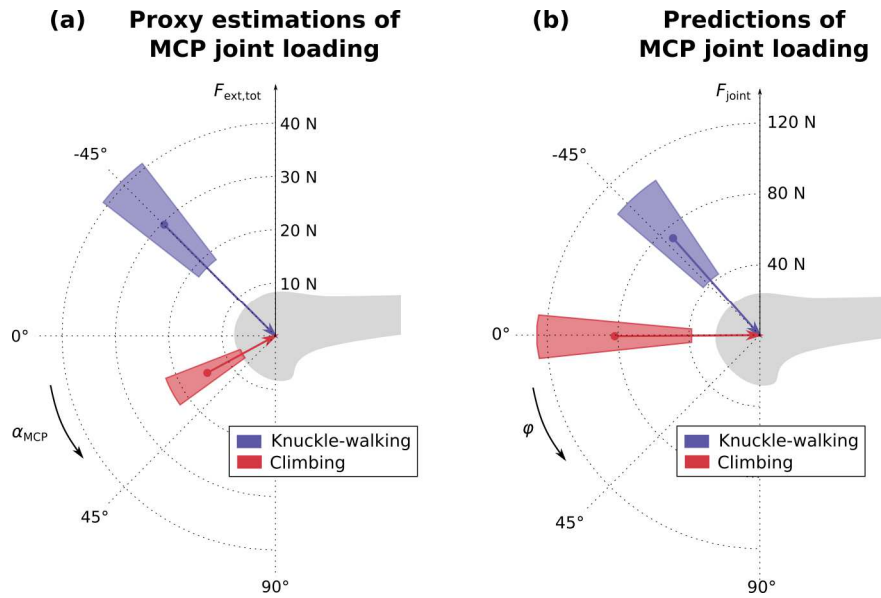 (a) Proxy estimations of
MCP joint loading
F_ext,tot
40 N
30 N
20 N
10 N
-45°
0°
α_MCP
45°
90°
Knuckle-walking
Climbing
(b) Predictions of
MCP joint loading
F_joint
120 N
80 N
40 N
-45°
0°
φ
45°
90°
Knuckle-walking
Climbing